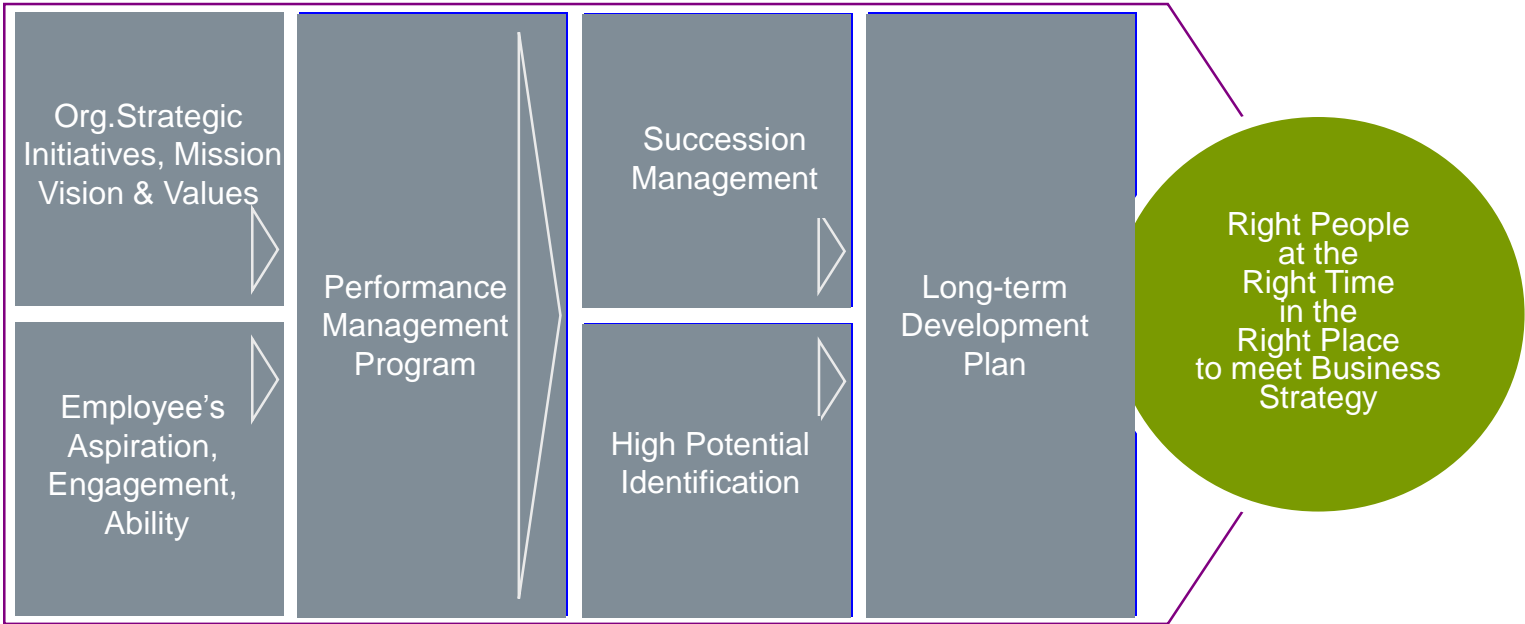 Org.Strategic
Initiatives, Mission
Vision & Values
Employee’s
Aspiration,
Engagement,
Ability
Performance
Management
Program
Succession
Management
High Potential
Identification
Long-term
Development
Plan
Right People
at the
Right Time
in the
Right Place
to meet Business
Strategy